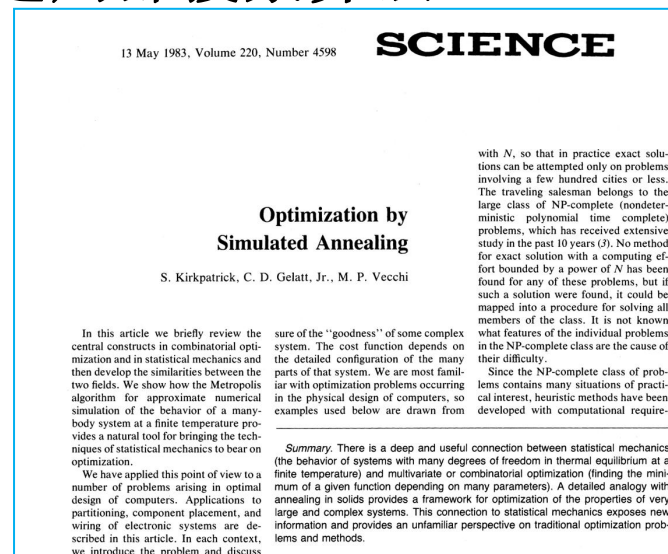 13 May 1983, Volume 220, Number 4598
SCIENCE
Optimization by
Simulated Annealing
S. Kirkpatrick, C. D. Gelatt, Jr., M. P. Vecchi
In this article we briefly review the
central constructs in combinatorial opti-
mization and in statistical mechanics and
then develop the similarities between the
two fields. We show how the Metropolis
algorithm for approximate numerical
simulation of the behavior of a many-
body system at a finite temperature pro-
vides a natural tool for bringing the tech-
niques of statistical mechanics to bear on
optimization.
We have applied this point of view to a
number of problems arising in optimal
design of computers. Applications to
partitioning, component placement, and
wiring of electronic systems are de-
scribed in this article. In each context,
we introduce the problem and discuss
sure of the ''goodness'' of some complex
system. The cost function depends on
the detailed configuration of the many
parts of that system. We are most famil-
iar with optimization problems occurring
in the physical design of computers, so
examples used below are drawn from
with N, so that in practice exact solu-
tions can be attempted only on problems
involving a few hundred cities or less.
The traveling salesman belongs to the
large class of NP-complete (nondeter-
ministic polynomial time complete)
problems, which has received extensive
study in the past 10 years (3). No method
for exact solution with a computing ef-
fort bounded by a power of N has been
found for any of these problems, but if
such a solution were found, it could be
mapped into a procedure for solving all
members of the class. It is not known
what features of the individual problems
in the NP-complete class are the cause of
their difficulty.
Since the NP-complete class of prob-
lems contains many situations of practi-
cal interest, heuristic methods have been
developed with computational require-
Summary. There is a deep and useful connection between statistical mechanics
(the behavior of systems with many degrees of freedom in thermal equilibrium at a
finite temperature) and multivariate or combinatorial optimization (finding the mini-
mum of a given function depending on many parameters). A detailed analogy with
annealing in solids provides a framework for optimization of the properties of very
large and complex systems. This connection to statistical mechanics exposes new
information and provides an unfamiliar perspective on traditional optimization prob-
lems and methods.